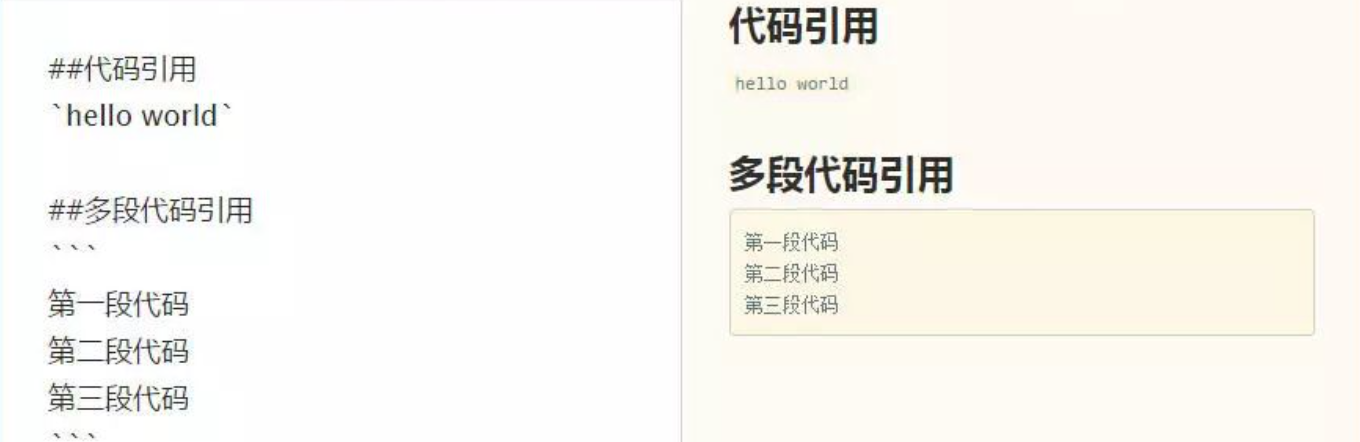 ##代码引用
`hello world`
##多段代码引用
```
第一段代码
第二段代码
第三段代码
```
代码引用
hello world
多段代码引用
第一段代码
第二段代码
第三段代码